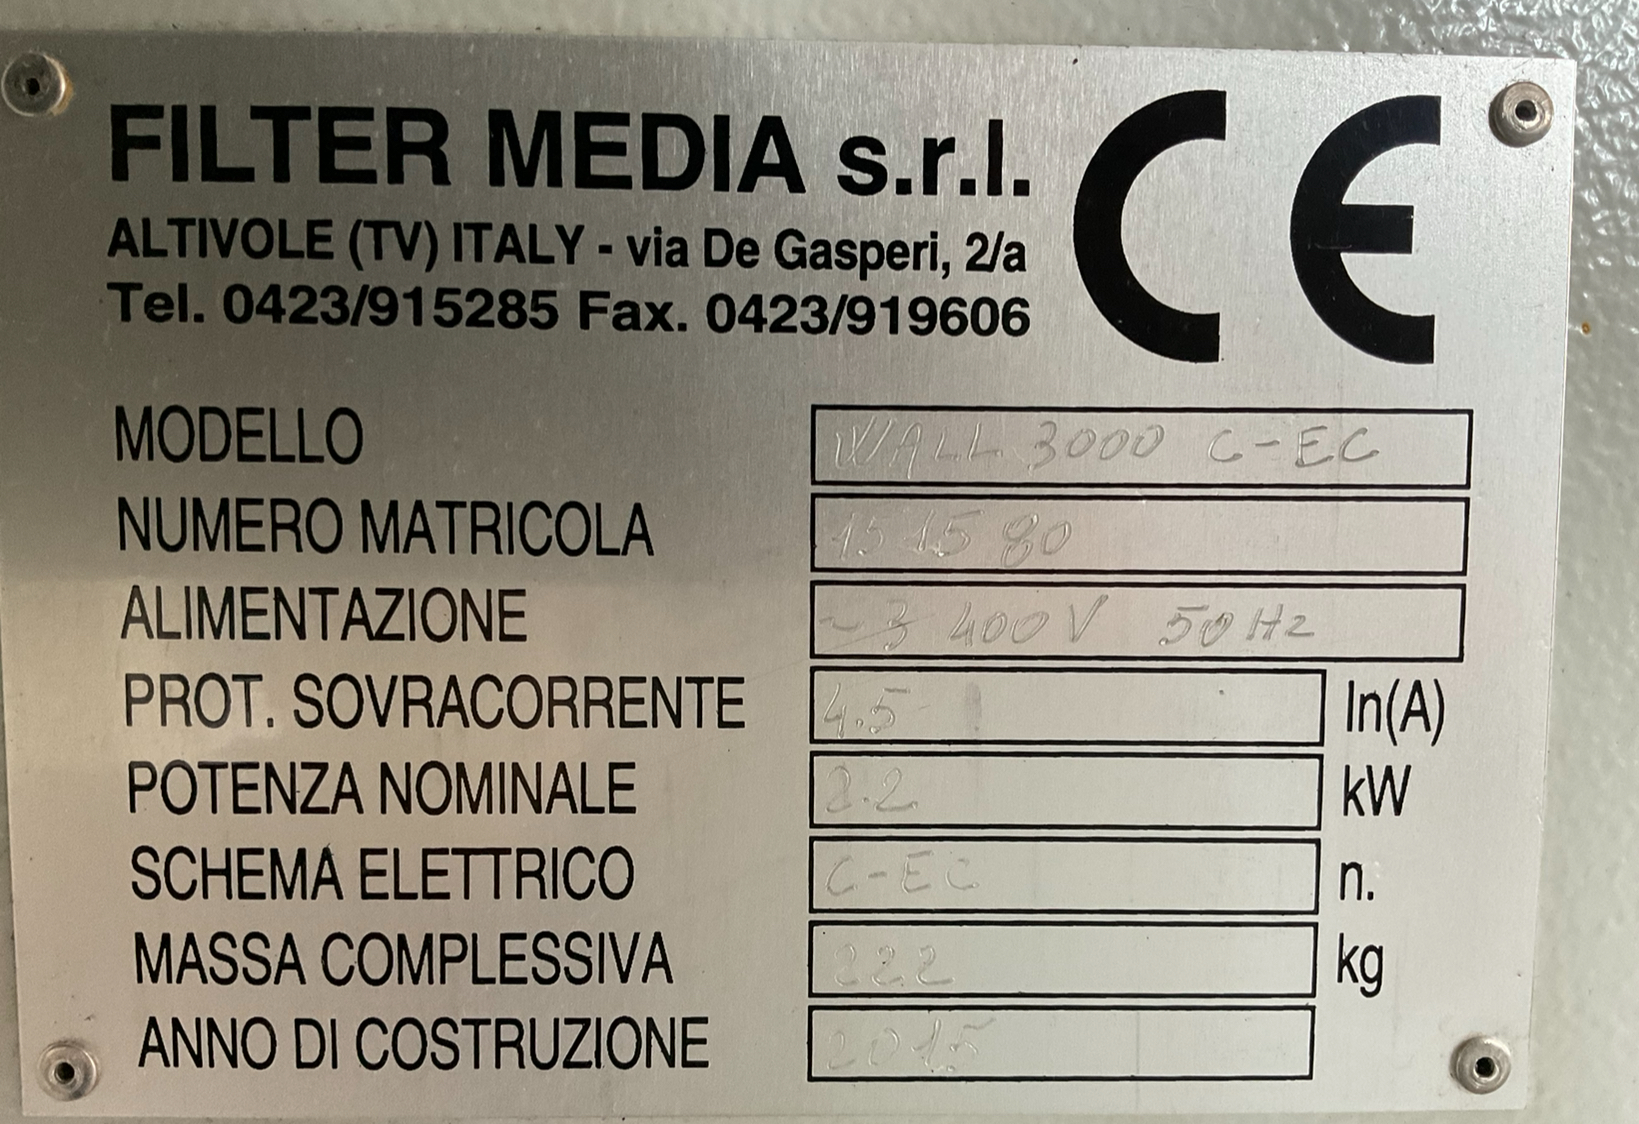 FILTER MEDIA s.r.l. CE
ALTIVOLE (TV) ITALY - via De Gasperi, 2/a
Tel. 0423/915285 Fax. 0423/919606
MODELLO WALL 3000 C-EC
NUMERO MATRICOLA 151580
ALIMENTAZIONE ~3 400V 50Hz
PROT. SOVRACORRENTE 4.5 In(A)
POTENZA NOMINALE 2.2 kW
SCHEMA ELETTRICO C-EC n.
MASSA COMPLESSIVA 222 kg
ANNO DI COSTRUZIONE 2015